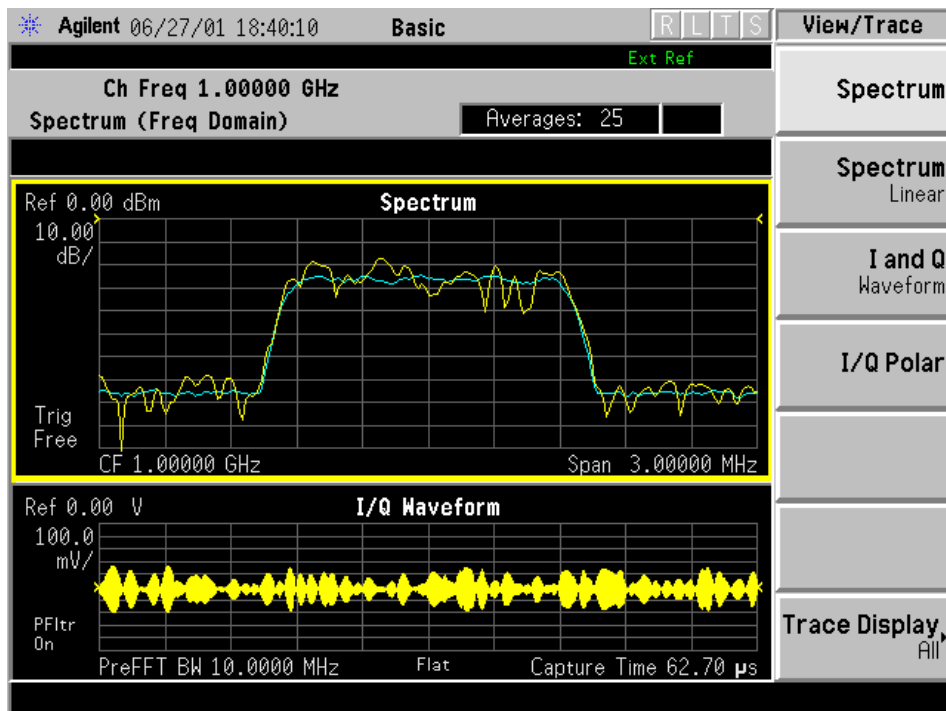 Agilent 06/27/01 18:40:10 Basic R L T S View/Trace
Ext Ref
Ch Freq 1.00000 GHz
Spectrum (Freq Domain) Averages: 25
Spectrum
Spectrum
Linear
I and Q
Waveform
I/Q Polar
Trace Display
All
Ref 0.00 dBm Spectrum
10.00
dB/
Trig
Free
CF 1.00000 GHz Span 3.00000 MHz
Ref 0.00 V I/Q Waveform
100.0
mV/
PFltr
On
PreFFT BW 10.0000 MHz Flat Capture Time 62.70 µs